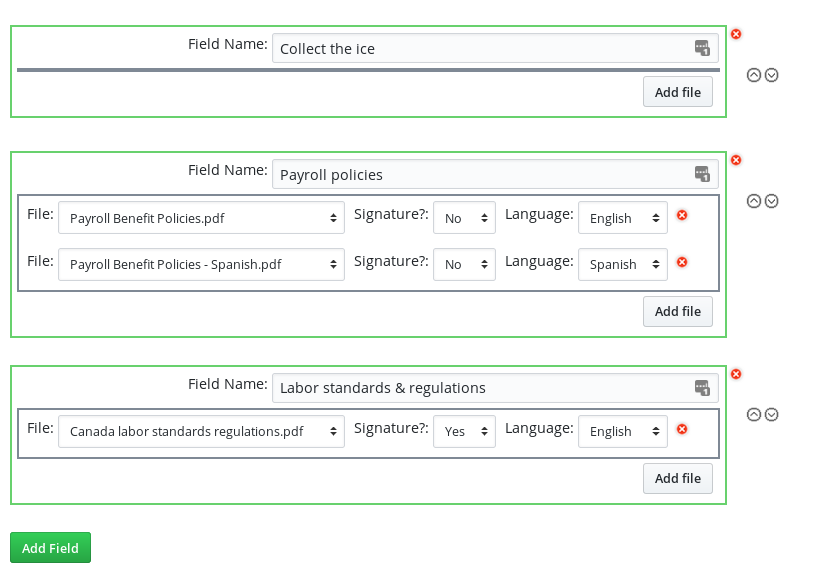 Field Name: Collect the ice
Add file
Field Name: Payroll policies
File: Payroll Benefit Policies.pdf Signature?: No Language: English
File: Payroll Benefit Policies - Spanish.pdf Signature?: No Language: Spanish
Add file
Field Name: Labor standards & regulations
File: Canada labor standards regulations.pdf Signature?: Yes Language: English
Add file
Add Field